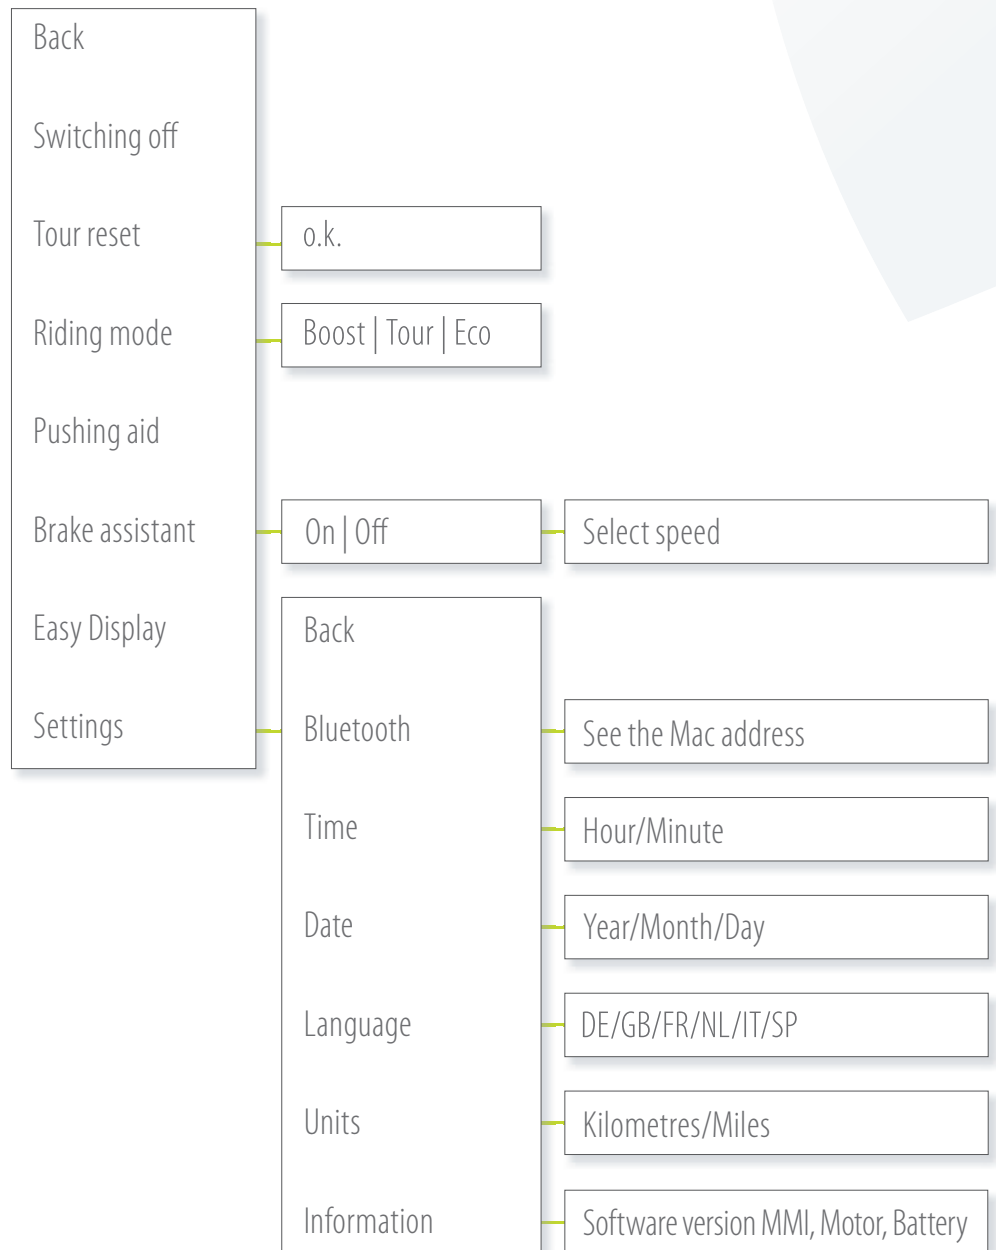 Back
Switching off
Tour reset
o.k.
Riding mode
Boost | Tour | Eco
Pushing aid
Brake assistant
On | Off
Select speed
Easy Display
Back
Settings
Bluetooth
See the Mac address
Time
Hour/Minute
Date
Year/Month/Day
Language
DE/GB/FR/NL/IT/SP
Units
Kilometres/Miles
Information
Software version MMI, Motor, Battery